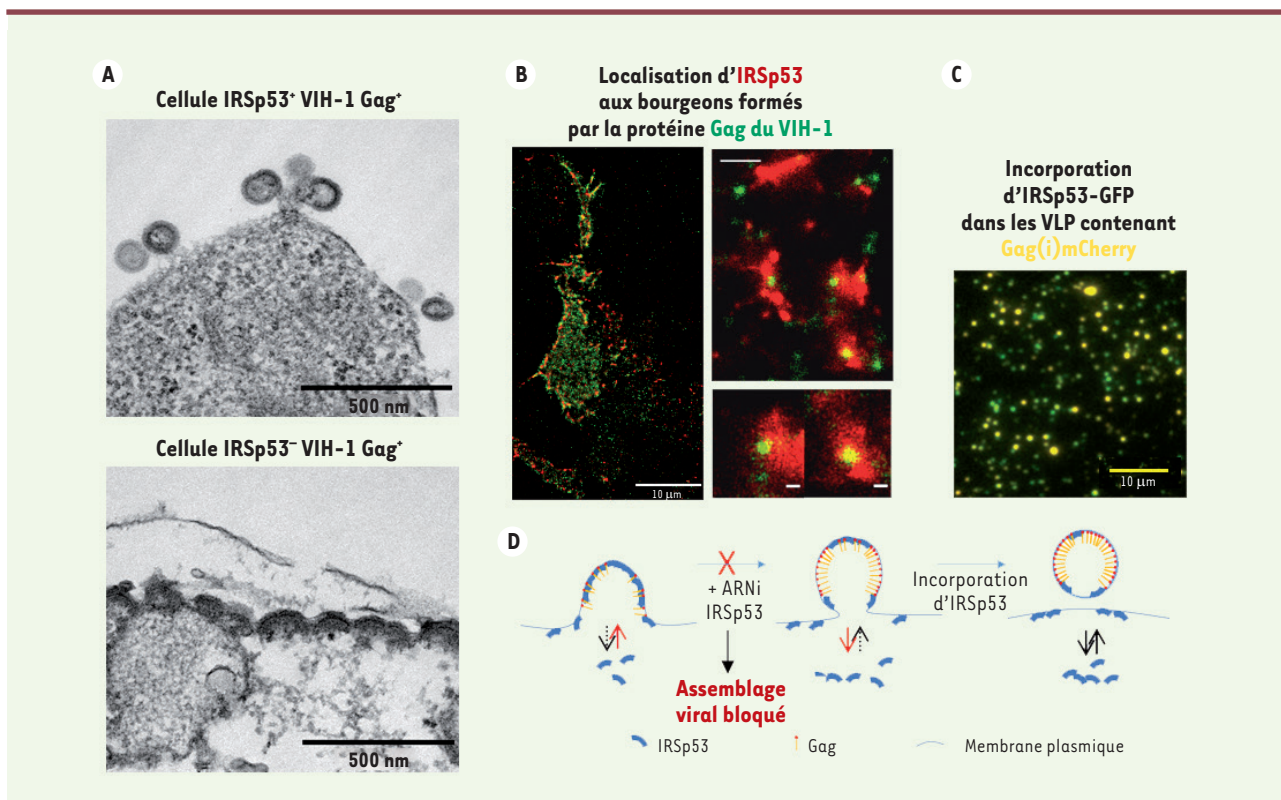 A
Cellule IRSp53⁺ VIH-1 Gag⁺
500 nm
Cellule IRSp53⁻ VIH-1 Gag⁺
500 nm
B
Localisation d’IRSp53
aux bourgeons formés
par la protéine Gag du VIH-1
10 µm
C
Incorporation
d’IRSp53-GFP
dans les VLP contenant
Gag(i)mCherry
10 µm
D
+ ARNi
IRSp53
Assemblage
viral bloqué
Incorporation
d’IRSp53
IRSp53
Gag
Membrane plasmique